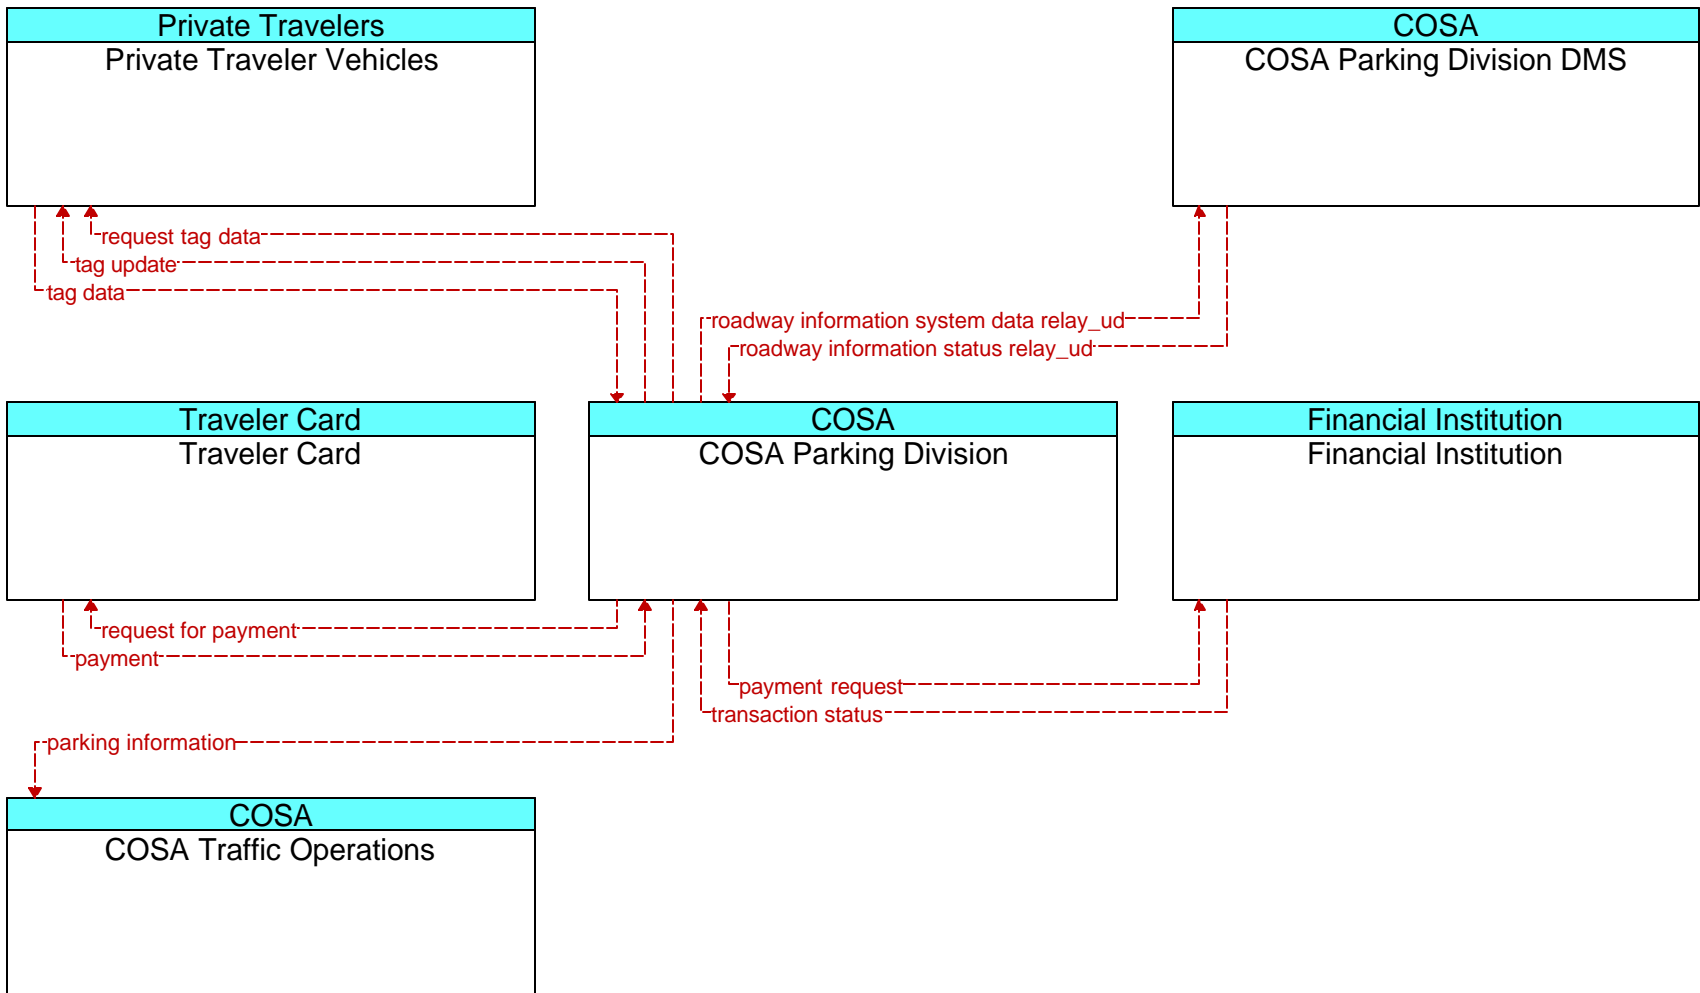 Private Travelers
Private Traveler Vehicles
COSA
COSA Parking Division DMS
request tag data
tag update
tag data
roadway information system data relay_ud
roadway information status relay_ud
Traveler Card
Traveler Card
COSA
COSA Parking Division
Financial Institution
Financial Institution
request for payment
payment
payment request
transaction status
parking information
COSA
COSA Traffic Operations